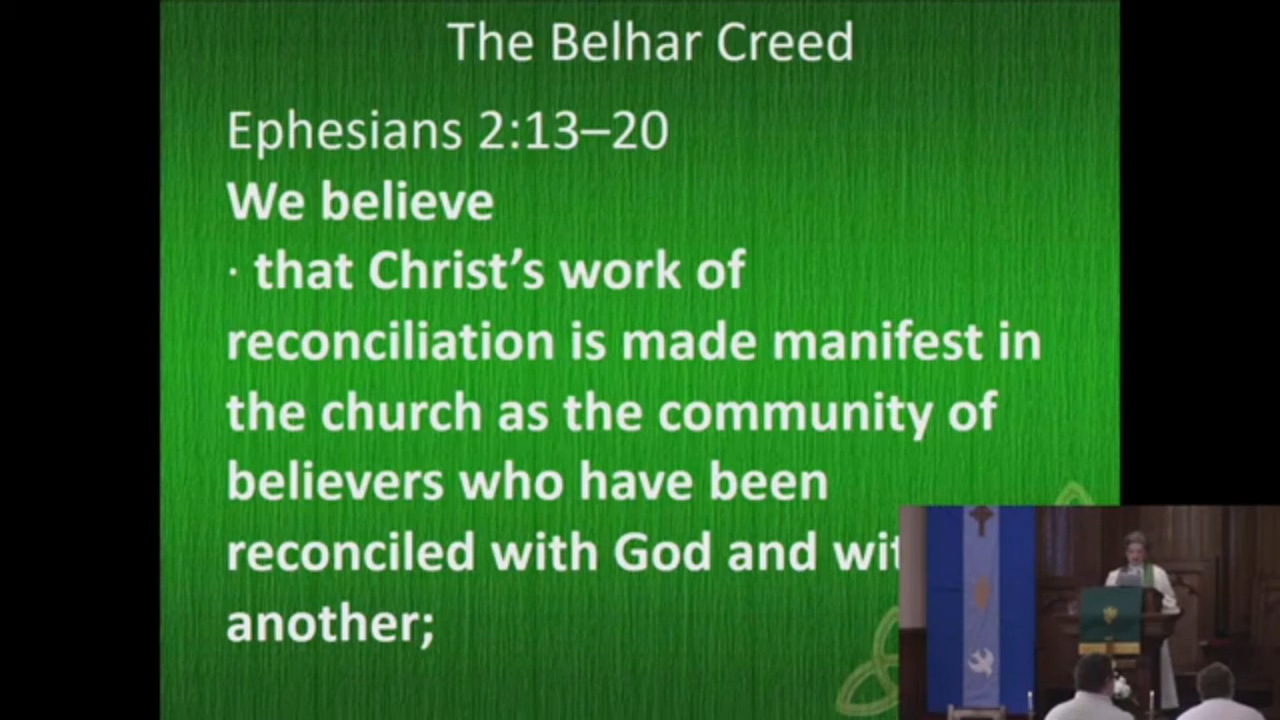 The Belhar Creed
Ephesians 2:13–20
We believe
· that Christ’s work of
reconciliation is made manifest in
the church as the community of
believers who have been
reconciled with God and
another;